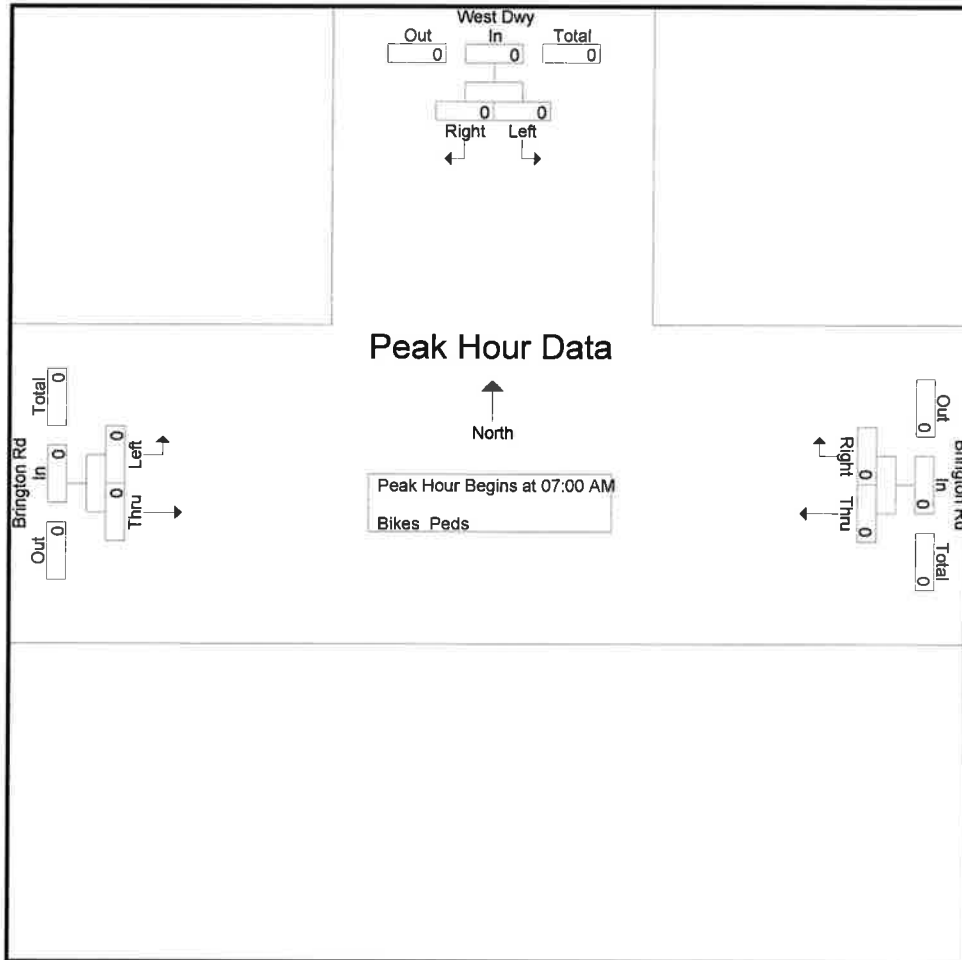 West Dwy
Out In Total
0 0 0
0 0
Right Left
Peak Hour Data
North
Peak Hour Begins at 07:00 AM
Bikes Peds
Brington Rd
Out In Total
0 0 0
0 0
Thru Left
Brington Rd
Out In Total
0 0 0
0 0
Right Thru